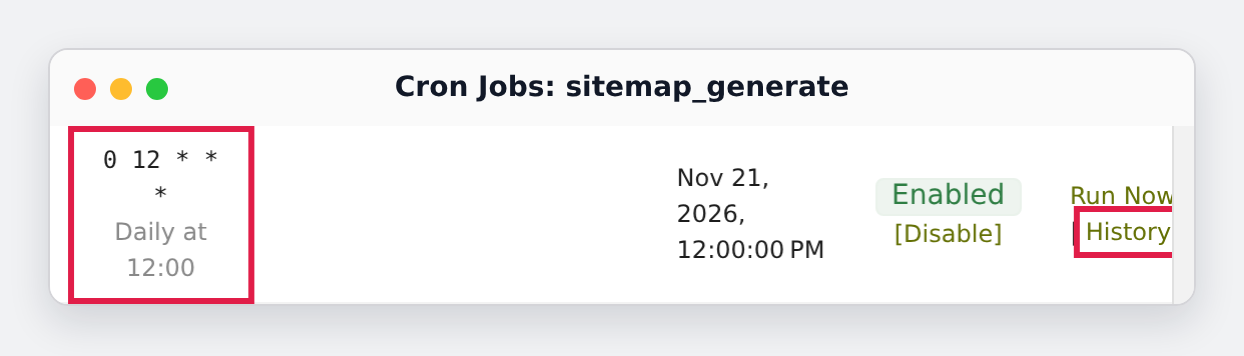 Cron Jobs: sitemap_generate
0 12 * *
*
Daily at
12:00
Nov 21,
2026,
12:00:00 PM
Enabled
[Disable]
Run Now
| History